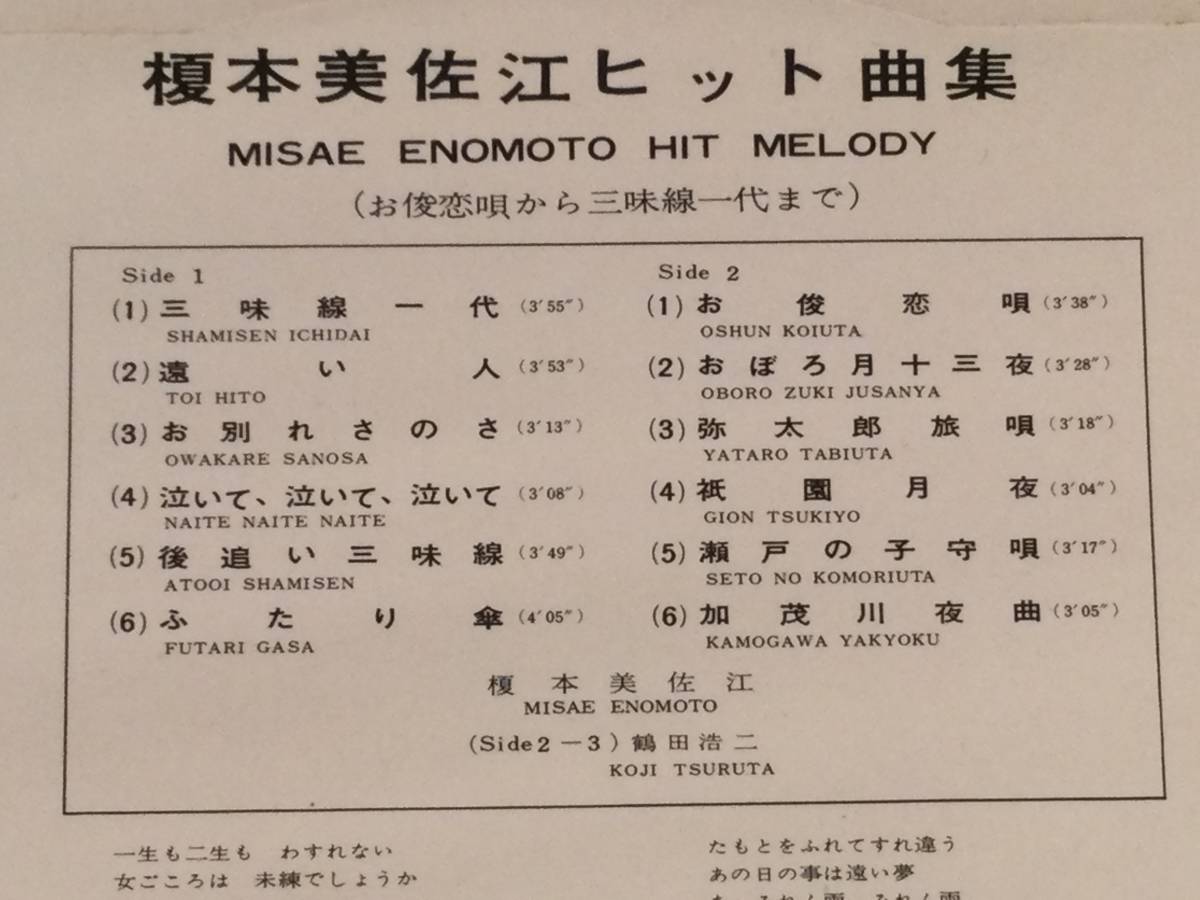 榎本美佐江ヒット曲集
MISAE ENOMOTO HIT MELODY
(お俊恋唄から三味線一代まで)
Side 1
(1) 三味線一代 (3′55″)
SHAMISEN ICHIDAI
(2) 遠い人 (3′53″)
TOI HITO
(3) お別れさのさ (3′13″)
OWAKARE SANOSA
(4) 泣いて、泣いて、泣いて (3′08″)
NAITE NAITE NAITE
(5) 後追い三味線 (3′49″)
ATOOI SHAMISEN
(6) ふたり傘 (4′05″)
FUTARI GASA
Side 2
(1) お俊恋唄 (3′38″)
OSHUN KOIUTA
(2) おぼろ月十三夜 (3′28″)
OBORO ZUKI JUSANYA
(3) 弥太郎旅唄 (3′18″)
YATARO TABIUTA
(4) 祇園月夜 (3′04″)
GION TSUKIYO
(5) 瀬戸の子守唄 (3′17″)
SETO NO KOMORIUTA
(6) 加茂川夜曲 (3′05″)
KAMOGAWA YAKYOKU
榎本美佐江
MISAE ENOMOTO
(Side2－3) 鶴田浩二
KOJI TSURUTA
一生も二生も わすれない
女ごころは 未練でしょうか
たもとをふれてすれ違う
あの日の事は遠い夢